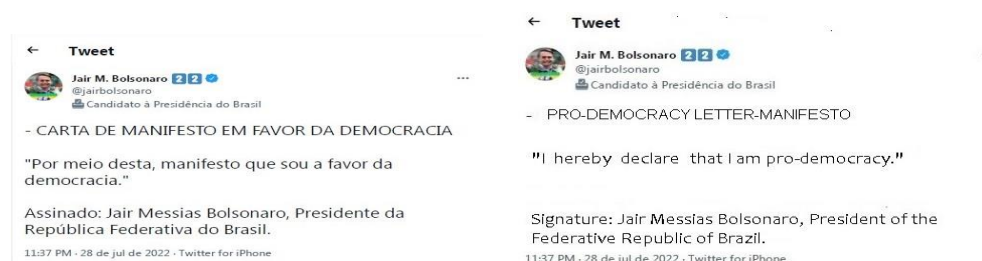 ← Tweet
Jair M. Bolsonaro 2️⃣2️⃣
@jairbolsonaro
Candidato à Presidência do Brasil
- CARTA DE MANIFESTO EM FAVOR DA DEMOCRACIA
"Por meio desta, manifesto que sou a favor da
democracia."
Assinado: Jair Messias Bolsonaro, Presidente da
República Federativa do Brasil.
11:37 PM · 28 de jul de 2022 · Twitter for iPhone
← Tweet
Jair M. Bolsonaro 2️⃣2️⃣
@jairbolsonaro
Candidato à Presidência do Brasil
- PRO-DEMOCRACY LETTER-MANIFESTO
"I hereby declare that I am pro-democracy."
Signature: Jair Messias Bolsonaro, President of the
Federative Republic of Brazil.
11:37 PM · 28 de jul de 2022 · Twitter for iPhone